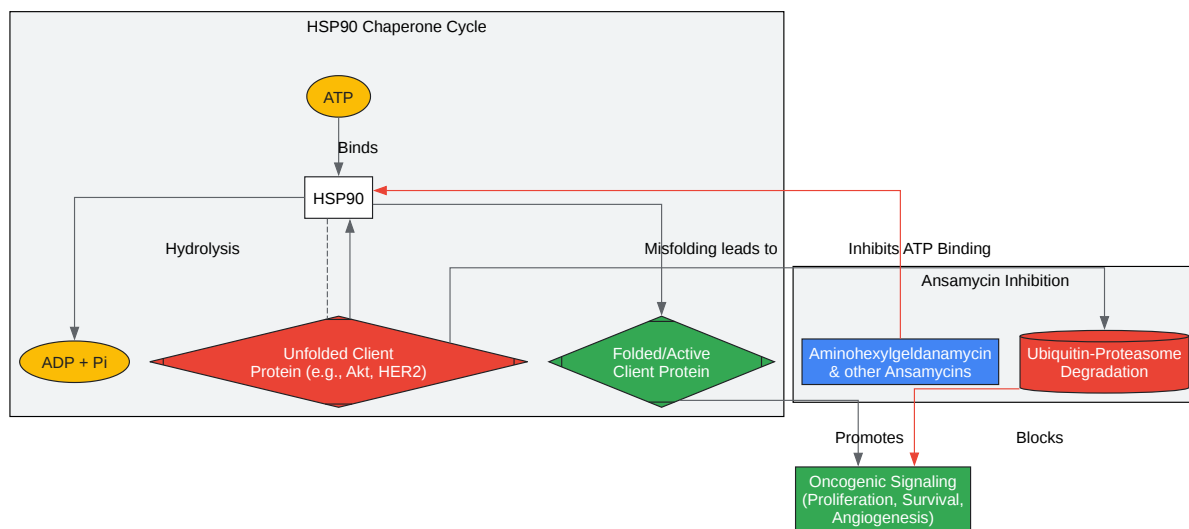 HSP90 Chaperone Cycle
ATP
Binds
HSP90
Hydrolysis
Misfolding leads to
Inhibits ATP Binding
Ansamycin Inhibition
ADP + Pi
Unfolded Client
Protein (e.g., Akt, HER2)
Folded/Active
Client Protein
Aminohexylgeldanamycin
& other Ansamycins
Ubiquitin-Proteasome
Degradation
Promotes
Blocks
Oncogenic Signaling
(Proliferation, Survival,
Angiogenesis)